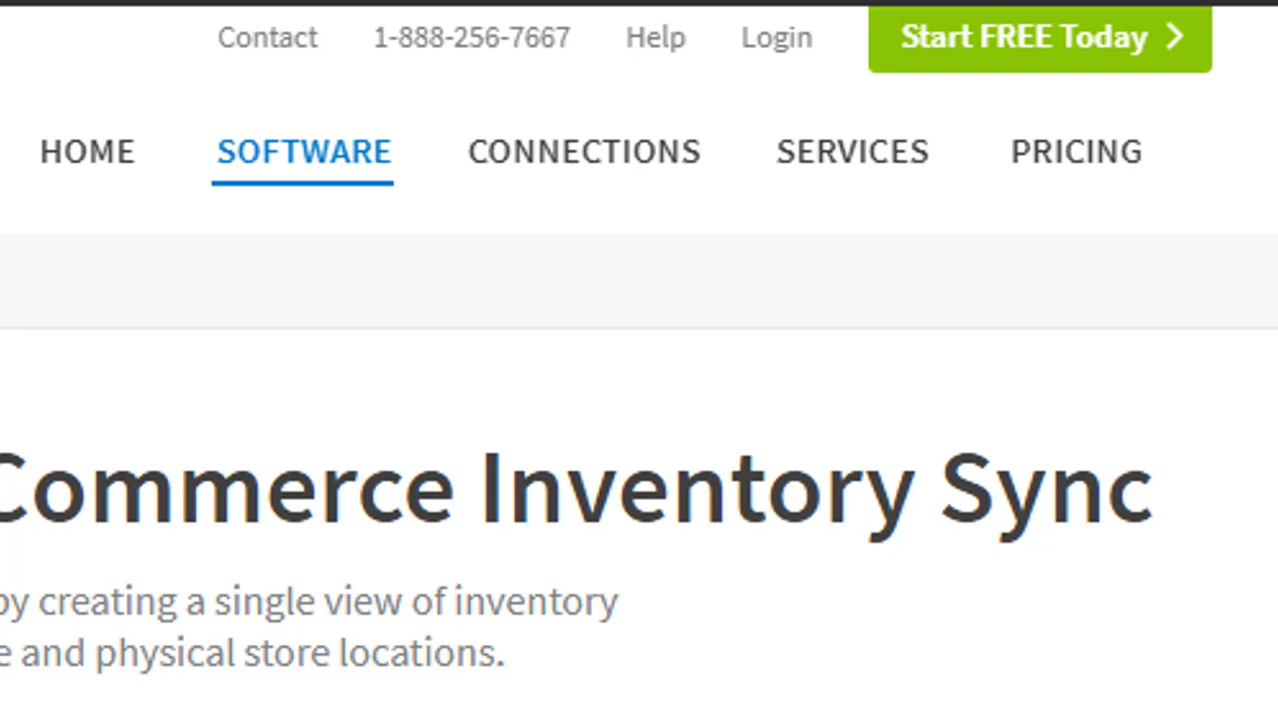 Contact 1-888-256-7667 Help Login Start FREE Today
HOME SOFTWARE CONNECTIONS SERVICES PRICING
Commerce Inventory Sync
by creating a single view of inventory
and physical store locations.